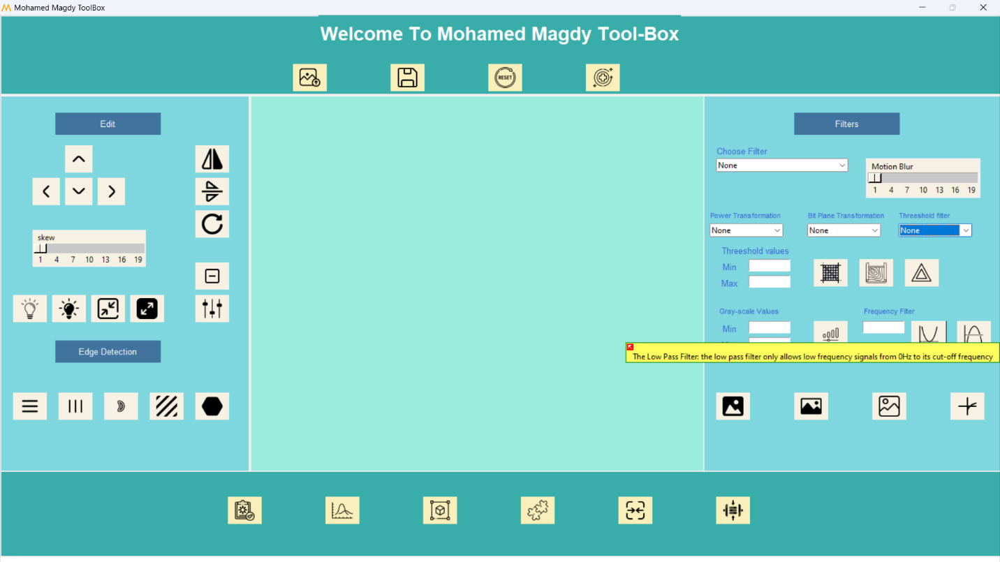 Mohamed Magdy ToolBox
Welcome To Mohamed Magdy Tool-Box
RESET
Edit
skew
1 4 7 10 13 16 19
Edge Detection
Filters
Choose Filter
None
Motion Blur
1 4 7 10 13 16 19
Power Transformation
Bit Plane Transformation
Threeshold filter
None
None
None
Threeshold values
Min
Max
Gray-scale Values
Frequency Filter
Min
The Low Pass Filter: the low pass filter only allows low frequency signals from 0Hz to its cut-off frequency